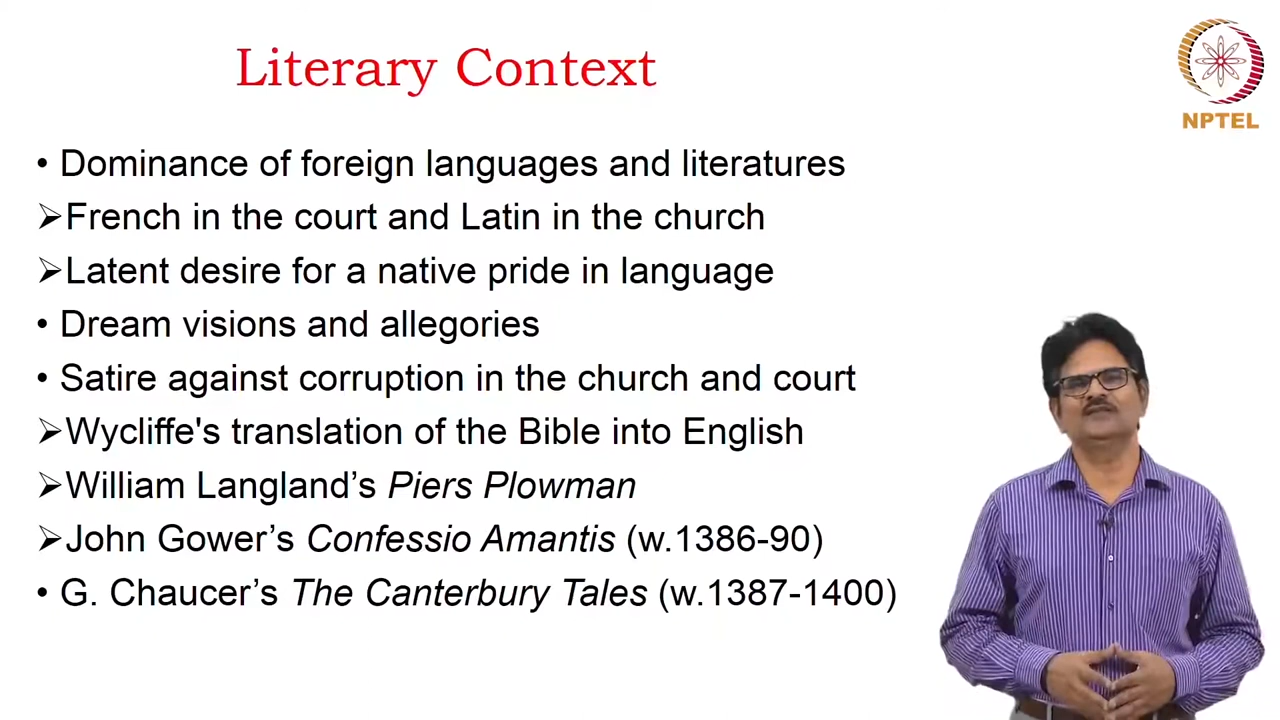 Literary Context
NPTEL
• Dominance of foreign languages and literatures
➢French in the court and Latin in the church
➢Latent desire for a native pride in language
• Dream visions and allegories
• Satire against corruption in the church and court
➢Wycliffe's translation of the Bible into English
➢William Langland’s Piers Plowman
➢John Gower’s Confessio Amantis (w.1386-90)
• G. Chaucer’s The Canterbury Tales (w.1387-1400)